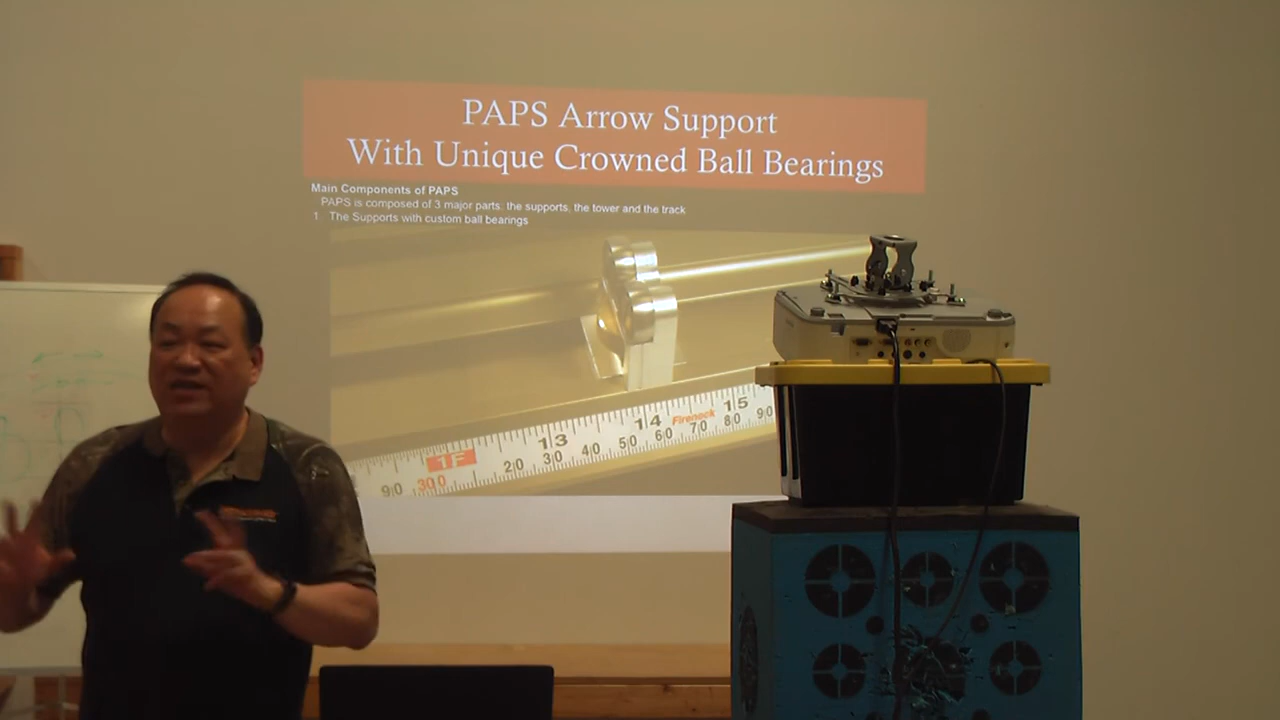 PAPS Arrow Support
With Unique Crowned Ball Bearings
Main Components of PAPS
PAPS is composed of 3 major parts: the supports, the tower and the track
1 The Supports with custom ball bearings
1F 13 14 Firenock 15
90 300 20 30 40 50 60 70 80 90